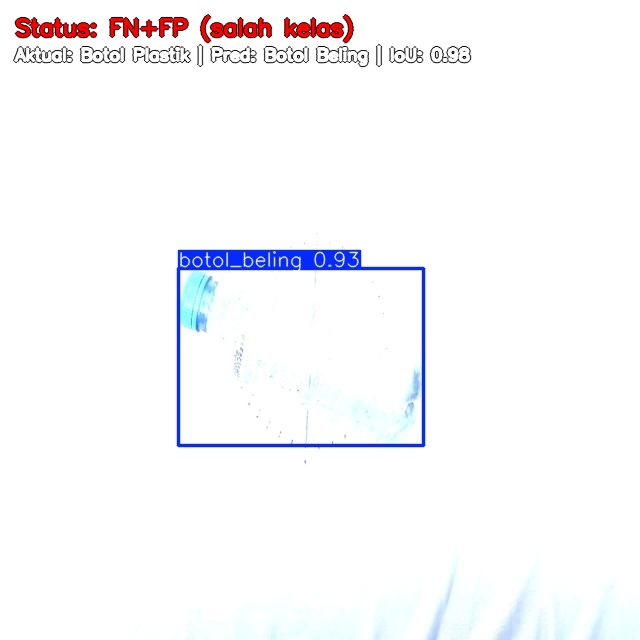 Status: FN+FP (salah kelas)
Aktual: Botol Plastik | Pred: Botol Beling | IoU: 0.98
botol_beling 0.93